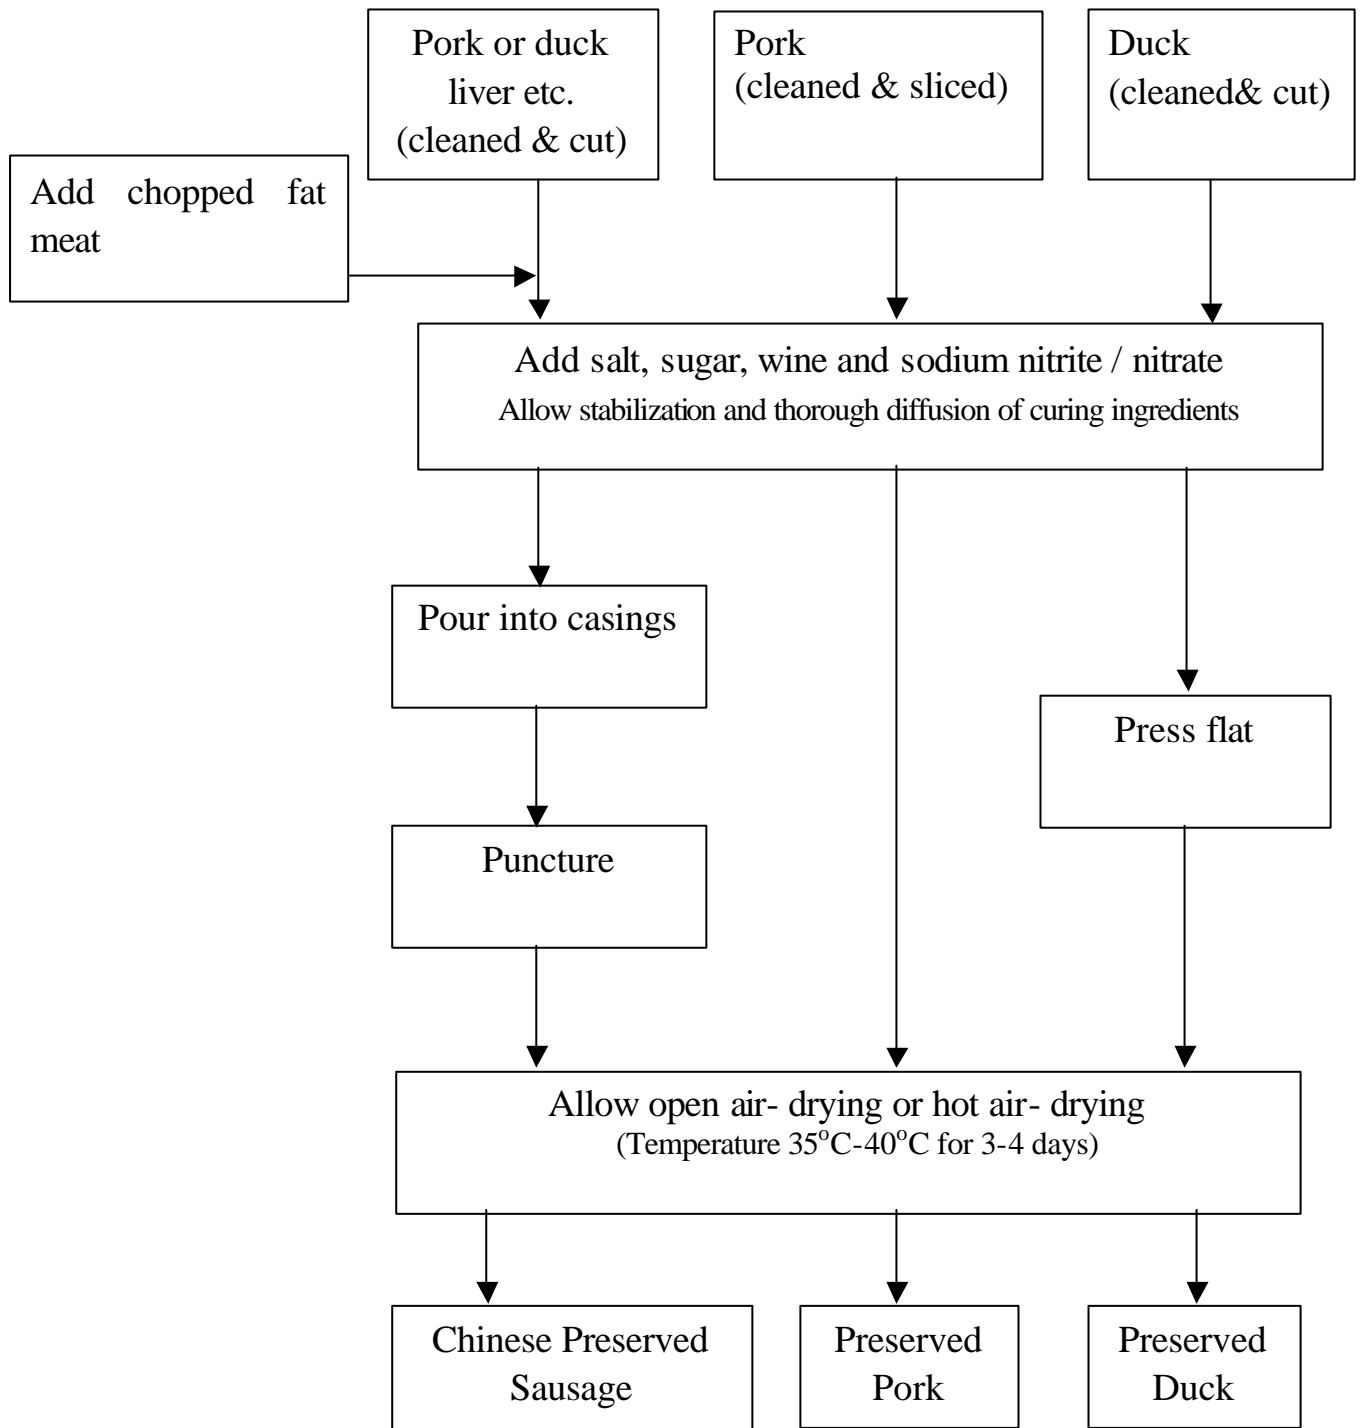 Pork or duck
liver etc.
(cleaned & cut)
Pork
(cleaned & sliced)
Duck
(cleaned& cut)
Add chopped fat
meat
Add salt, sugar, wine and sodium nitrite / nitrate
Allow stabilization and thorough diffusion of curing ingredients
Pour into casings
Press flat
Puncture
Allow open air- drying or hot air- drying
(Temperature 35°C-40°C for 3-4 days)
Chinese Preserved
Sausage
Preserved
Pork
Preserved
Duck